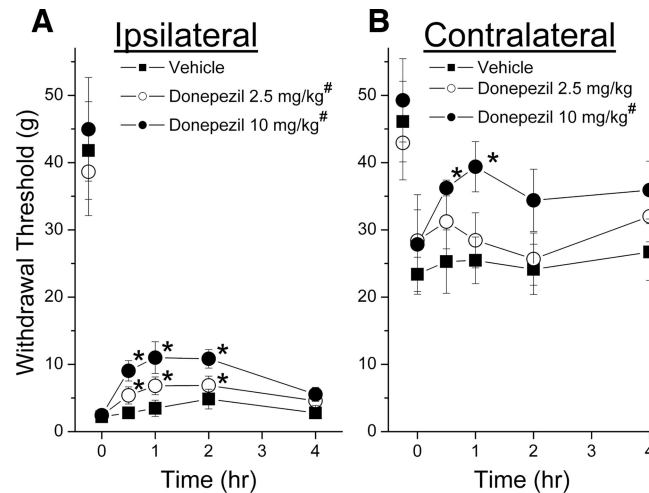 A
Ipsilateral
Vehicle
Donepezil 2.5 mg/kg#
Donepezil 10 mg/kg#
Withdrawal Threshold (g)
50
40
30
20
10
0
* * *
* * *
0 1 2 3 4
Time (hr)
B
Contralateral
Vehicle
Donepezil 2.5 mg/kg
Donepezil 10 mg/kg#
50
40
30
20
10
0
* *
0 1 2 3 4
Time (hr)